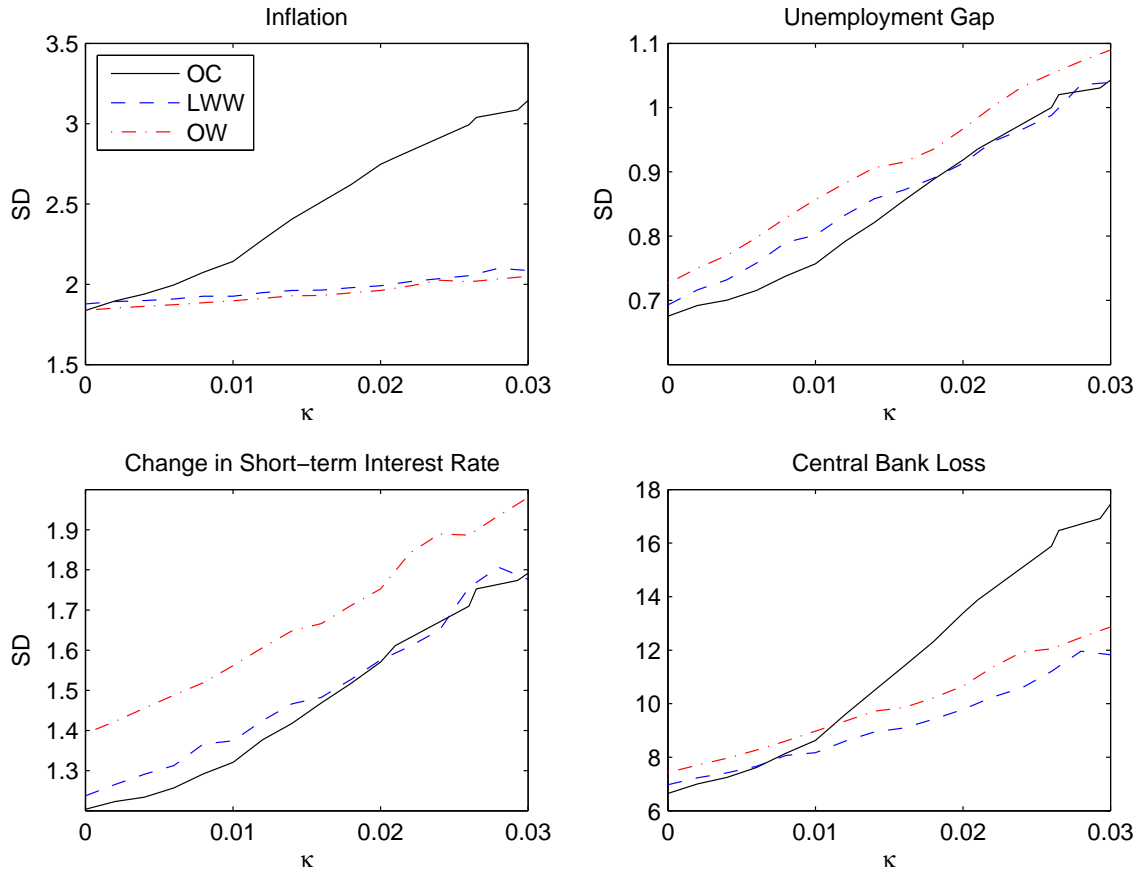 Inflation
SD
3.5
3
2.5
2
1.5
0 0.01 0.02 0.03
κ
OC
LWW
OW
Unemployment Gap
SD
1.1
1
0.9
0.8
0.7
0 0.01 0.02 0.03
κ
Change in Short−term Interest Rate
SD
1.9
1.8
1.7
1.6
1.5
1.4
1.3
0 0.01 0.02 0.03
κ
Central Bank Loss
18
16
14
12
10
8
6
0 0.01 0.02 0.03
κ